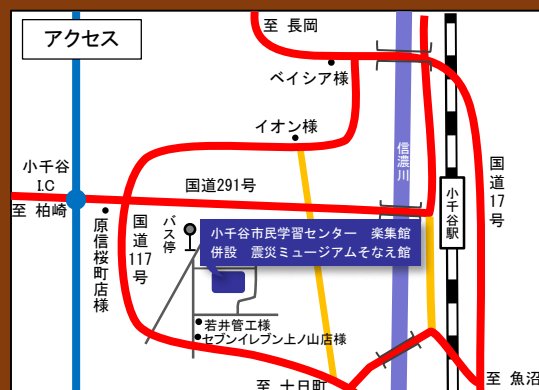 アクセス
至 長岡
ベイシア様
イオン様
信濃川
小千谷
I.C
至 柏崎
国道291号
小千谷駅
国道17号
原信桜町店様
国道
117
号
バス停
小千谷市民学習センター 楽集館
併設 震災ミュージアムそなえ館
若井管工様
セブンイレブン上ノ山店様
至 十日町
至 魚沼